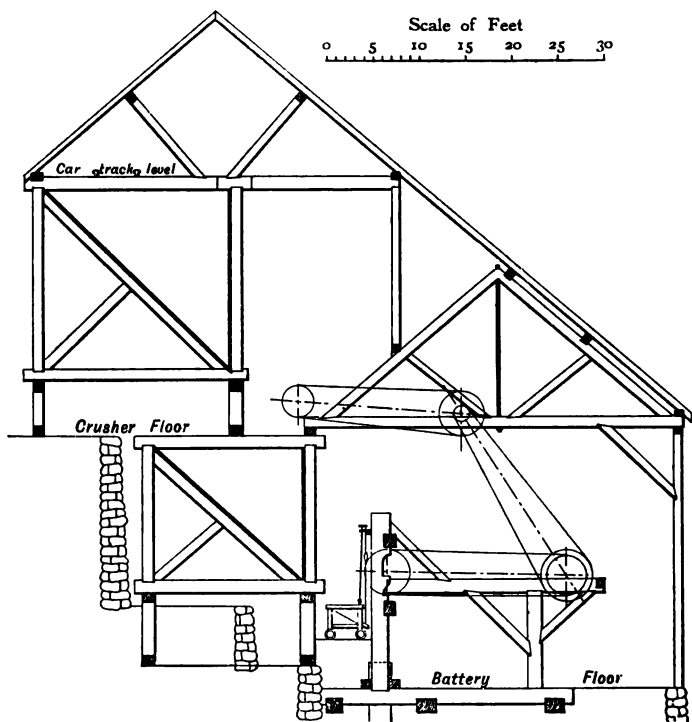 Scale of Feet
0 5 10 15 20 25 30
Car track level
Crusher Floor
Battery Floor